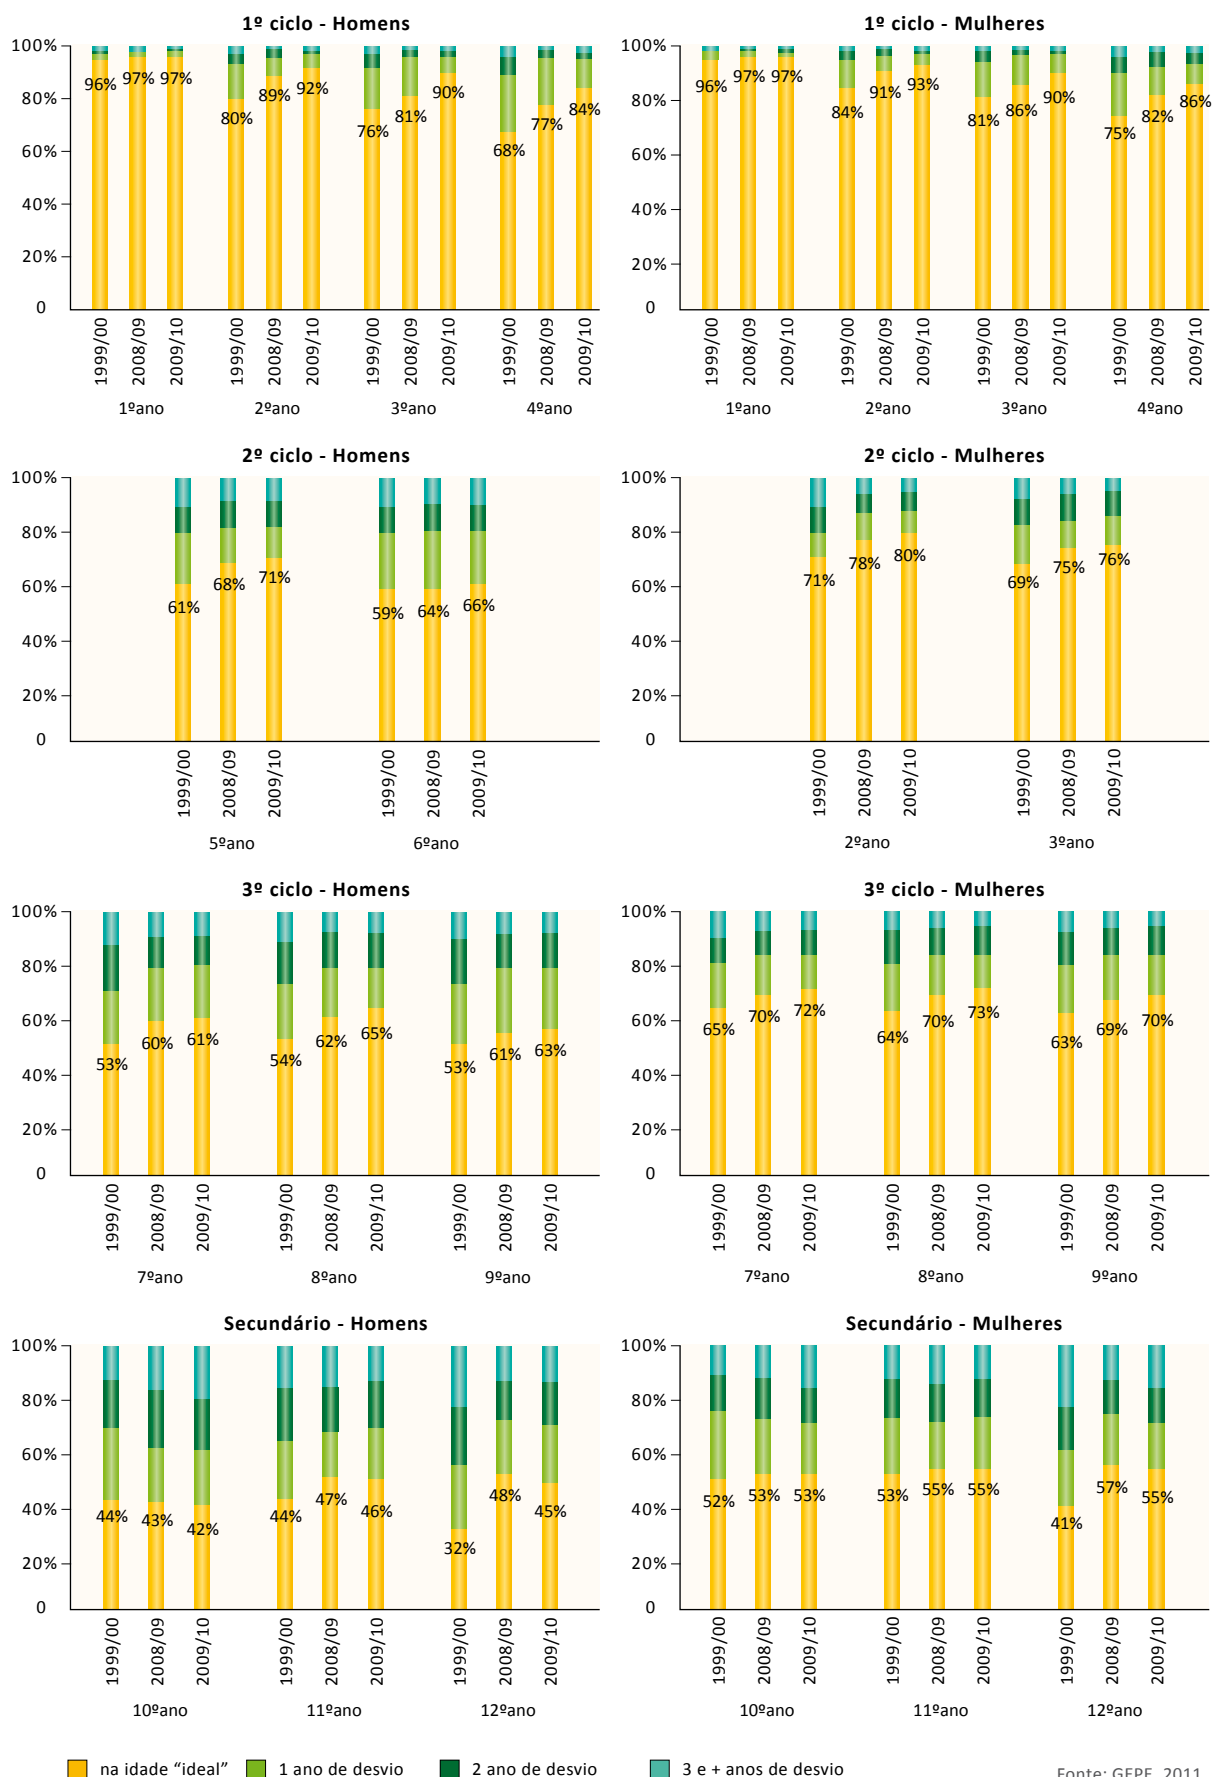 1º ciclo - Homens
100%
80%
60%
40%
20%
0
96% 97% 97%
80% 89% 92%
76% 81% 90%
68% 77% 84%
1999/00 2008/09 2009/10 1999/00 2008/09 2009/10 1999/00 2008/09 2009/10 1999/00 2008/09 2009/10
1ºano 2ºano 3ºano 4ºano
1º ciclo - Mulheres
100%
80%
60%
40%
20%
0
96% 97% 97%
84% 91% 93%
81% 86% 90%
75% 82% 86%
1999/00 2008/09 2009/10 1999/00 2008/09 2009/10 1999/00 2008/09 2009/10 1999/00 2008/09 2009/10
1ºano 2ºano 3ºano 4ºano
2º ciclo - Homens
100%
80%
60%
40%
20%
0
61% 68% 71%
59% 64% 66%
1999/00 2008/09 2009/10 1999/00 2008/09 2009/10
5ºano 6ºano
2º ciclo - Mulheres
100%
80%
60%
40%
20%
0
71% 78% 80%
69% 75% 76%
1999/00 2008/09 2009/10 1999/00 2008/09 2009/10
2ºano 3ºano
3º ciclo - Homens
100%
80%
60%
40%
20%
0
53% 60% 61%
54% 62% 65%
53% 61% 63%
1999/00 2008/09 2009/10 1999/00 2008/09 2009/10 1999/00 2008/09 2009/10
7ºano 8ºano 9ºano
3º ciclo - Mulheres
100%
80%
60%
40%
20%
0
65% 70% 72%
64% 70% 73%
63% 69% 70%
1999/00 2008/09 2009/10 1999/00 2008/09 2009/10 1999/00 2008/09 2009/10
7ºano 8ºano 9ºano
Secundário - Homens
100%
80%
60%
40%
20%
0
44% 43% 42%
44% 47% 46%
32% 48% 45%
1999/00 2008/09 2009/10 1999/00 2008/09 2009/10 1999/00 2008/09 2009/10
10ºano 11ºano 12ºano
Secundário - Mulheres
100%
80%
60%
40%
20%
0
52% 53% 53%
53% 55% 55%
41% 57% 55%
1999/00 2008/09 2009/10 1999/00 2008/09 2009/10 1999/00 2008/09 2009/10
10ºano 11ºano 12ºano
na idade “ideal” 1 ano de desvio 2 ano de desvio 3 e + anos de desvio
Fonte: GEPE, 2011